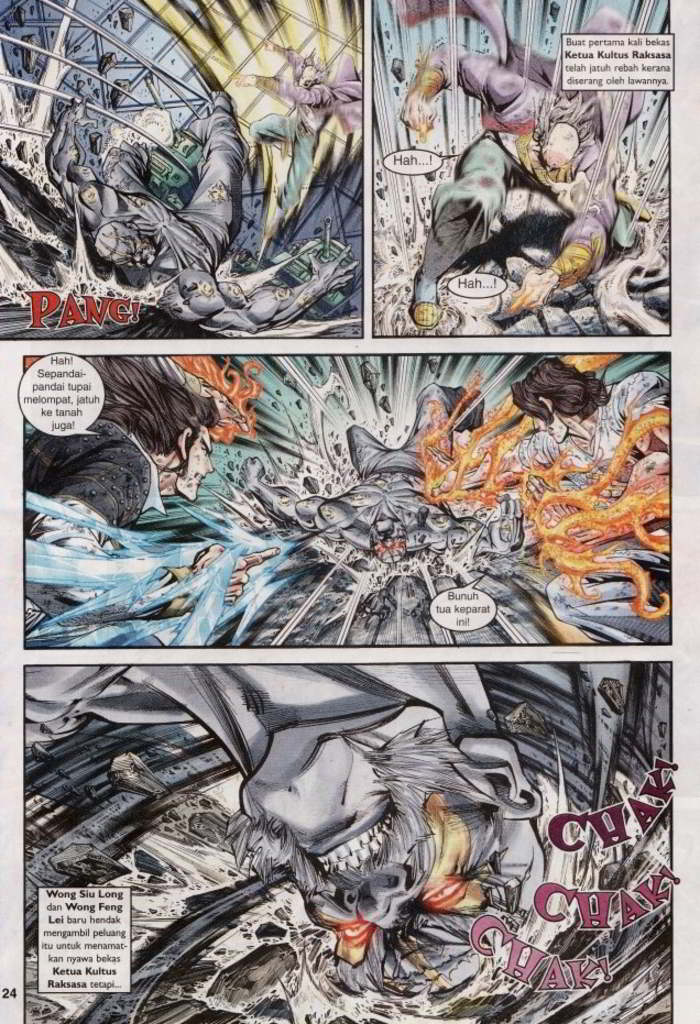 PANG!
Buat pertama kali bekas
Ketua Kultus Raksasa
telah jatuh rebah kerana
diserang oleh lawannya.
Hah...!
Hah...!
Hah!
Sepandai-
pandai tupai
melompat, jatuh
ke tanah
juga!
Bunuh
tua keparat
ini!
CHAK!
CHAK!
CHAK!
Wong Siu Long
dan Wong Feng
Lei baru hendak
mengambil peluang
itu untuk menamat-
kan nyawa bekas
Ketua Kultus
Raksasa tetapi...
24